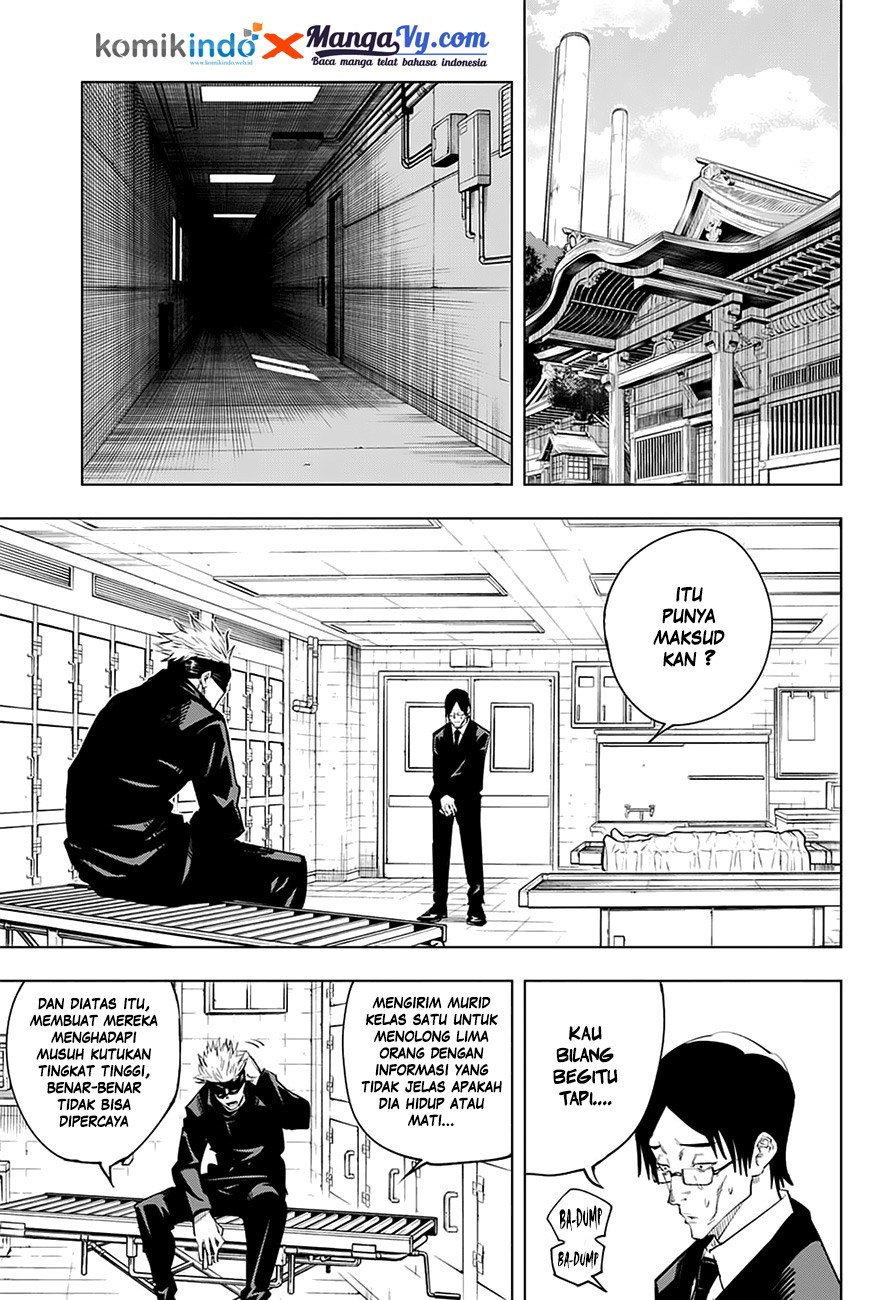 komikindo
www.komikindo.web.id
MangaVy.com
Baca manga telat bahasa indonesia
ITU
PUNYA
MAKSUD
KAN ?
KAU
BILANG
BEGITU
TAPI....
BA-DUMP
BA-DUMP
MENGIRIM MURID
KELAS SATU UNTUK
MENOLONG LIMA
ORANG DENGAN
INFORMASI YANG
TIDAK JELAS APAKAH
DIA HIDUP ATAU
MATI...
DAN DIATAS ITU,
MEMBUAT MEREKA
MENGHADAPI
MUSUH KUTUKAN
TINGKAT TINGGI,
BENAR-BENAR
TIDAK BISA
DIPERCAYA